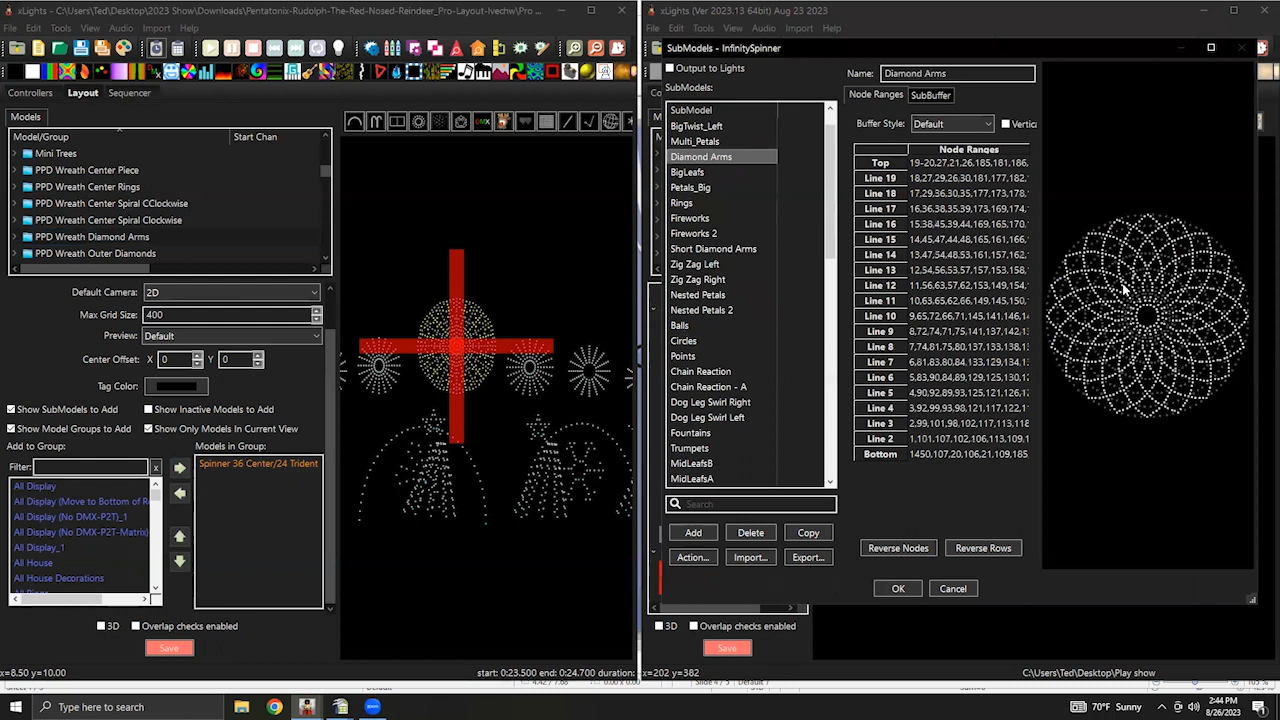 xLights - C:\Users\Ted\Desktop\2023 Show\Downloads\Pentatonix-Rudolph-The-Red-Nosed-Reindeer_Pro-Layout-Ivechw\Pro ...
File Edit Tools View Audio Import Help
Controllers Layout Sequencer
Models
Model/Group Start Chan
Mini Trees
PPD Wreath Center Piece
PPD Wreath Center Rings
PPD Wreath Center Spiral CClockwise
PPD Wreath Center Spiral Clockwise
PPD Wreath Diamond Arms
PPD Wreath Outer Diamonds
Default Camera: 2D
Max Grid Size: 400
Preview: Default
Center Offset: X 0 Y 0
Tag Color:
Show SubModels to Add Show Inactive Models to Add
Show Model Groups to Add Show Only Models In Current View
Add to Group: Models in Group:
Filter: x
Spinner 36 Center/24 Trident
All Display
All Display (Move to Bottom of R
All Display (No DMX-P2T)_1
All Display (No DMX-P2T-Matrix)
All Display_1
All House
All House Decorations
3D Overlap checks enabled
Save
x=8.50 y=10.00 start: 0:23.500 end: 0:24.700 duration:
xLights (Ver 2023.13 64bit) Aug 23 2023
File Edit Tools View Audio Import Help
SubModels - InfinitySpinner
Output to Lights
SubModels:
SubModel
BigTwist_Left
Multi_Petals
Diamond Arms
BigLeafs
Petals_Big
Rings
Fireworks
Fireworks 2
Short Diamond Arms
Zig Zag Left
Zig Zag Right
Nested Petals
Nested Petals 2
Balls
Circles
Points
Chain Reaction
Chain Reaction - A
Dog Leg Swirl Right
Dog Leg Swirl Left
Fountains
Trumpets
MidLeafsB
MidLeafsA
Search
Add Delete Copy
Action... Import... Export...
Name: Diamond Arms
Node Ranges SubBuffer
Buffer Style: Default Vertic
Node Ranges
Top 19-20,27,21,26,185,181,186,
Line 19 18,27,29,26,30,181,177,182,
Line 18 17,29,36,30,35,177,173,178,
Line 17 16,36,38,35,39,173,169,174,
Line 16 15,38,45,39,44,169,165,170,
Line 15 14,45,47,44,48,165,161,166,
Line 14 13,47,54,48,53,161,157,162,
Line 13 12,54,56,53,57,157,153,158,
Line 12 11,56,63,57,62,153,149,154,
Line 11 10,63,65,62,66,149,145,150,
Line 10 9,65,72,66,71,145,141,146,
Line 9 8,72,74,71,75,141,137,142,
Line 8 7,74,81,75,80,137,133,138,
Line 7 6,81,83,80,84,133,129,134,
Line 6 5,83,90,84,89,129,125,130,
Line 5 4,90,92,89,93,125,121,126,
Line 4 3,92,99,93,98,121,117,122,
Line 3 2,99,101,98,102,117,113,118
Line 2 1,101,107,102,106,113,109,1
Bottom 1450,107,20,106,21,109,185,
Reverse Nodes Reverse Rows
OK Cancel
3D Overlap checks enabled
Save
x=202 y=382 C:\Users\Ted\Desktop\Play show
Type here to search
70°F Sunny
2:44 PM
8/26/2023